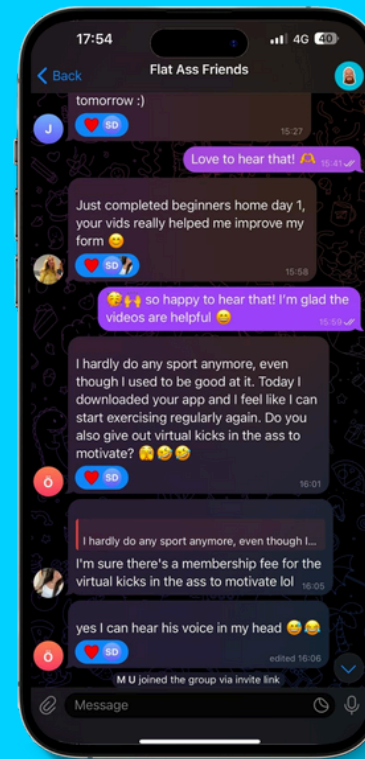 17:54
4G 40
Back
Flat Ass Friends
tomorrow :)
J
SD
15:27
Love to hear that! 🫶
15:41
Just completed beginners home day 1,
your vids really helped me improve my
form 😊
SD
15:58
🥳🙌 so happy to hear that! I'm glad the
videos are helpful 😄
15:59
I hardly do any sport anymore, even
though I used to be good at it. Today I
downloaded your app and I feel like I can
start exercising regularly again. Do you
also give out virtual kicks in the ass to
motivate? 🫣🤣🤣
Ö
SD
16:01
I hardly do any sport anymore, even though I...
I'm sure there's a membership fee for the
virtual kicks in the ass to motivate lol
16:05
yes I can hear his voice in my head 😅😂
Ö
SD
edited 16:06
M U joined the group via invite link
Message